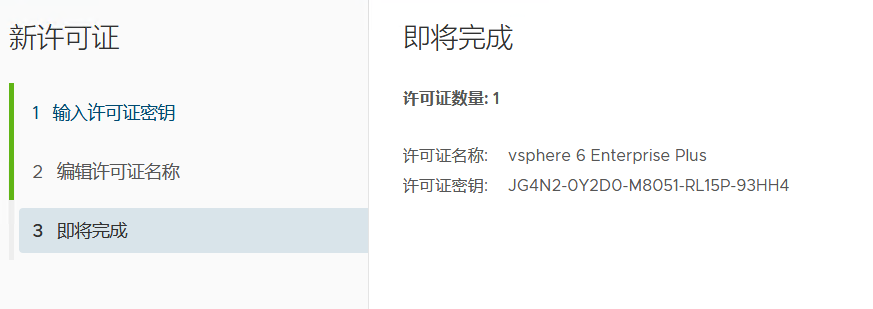 新许可证
1 输入许可证密钥
2 编辑许可证名称
3 即将完成
即将完成
许可证数量: 1
许可证名称: vsphere 6 Enterprise Plus
许可证密钥: JG4N2-0Y2D0-M8051-RL15P-93HH4